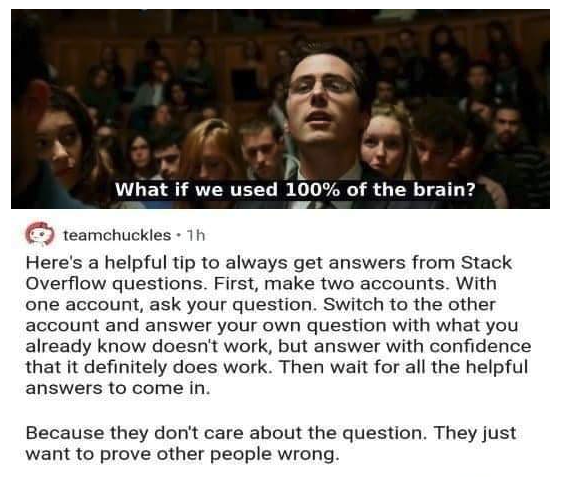 What if we used 100% of the brain?
teamchuckles • 1h
Here's a helpful tip to always get answers from Stack
Overflow questions. First, make two accounts. With
one account, ask your question. Switch to the other
account and answer your own question with what you
already know doesn't work, but answer with confidence
that it definitely does work. Then wait for all the helpful
answers to come in.
Because they don't care about the question. They just
want to prove other people wrong.